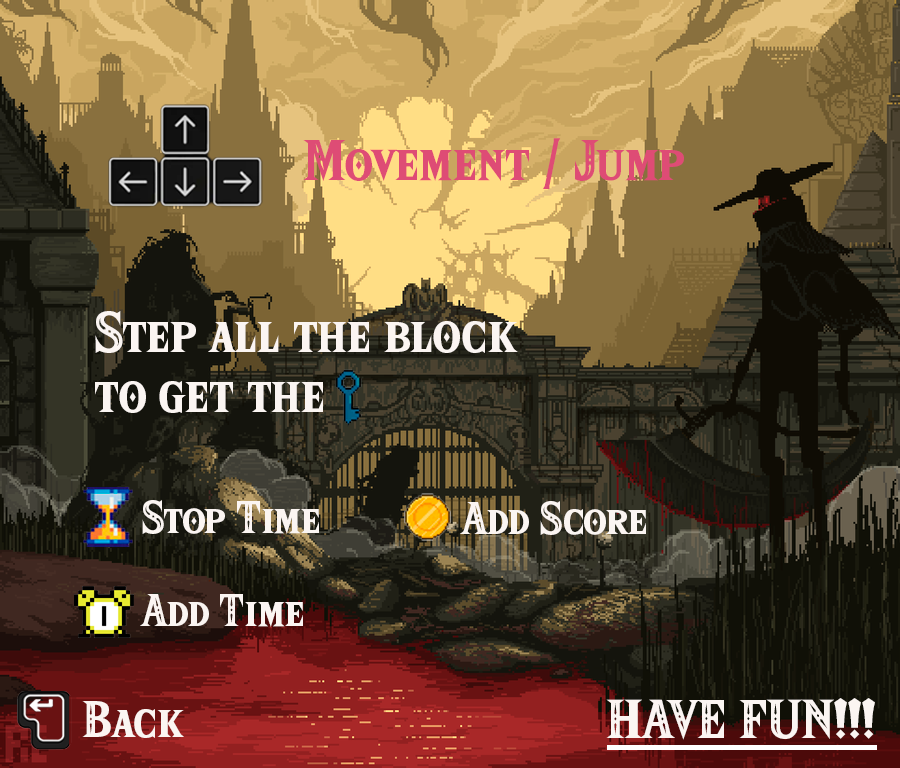 Movement / Jump
Step all the block
to get the
Stop Time
Add Score
Add Time
Back
HAVE FUN!!!